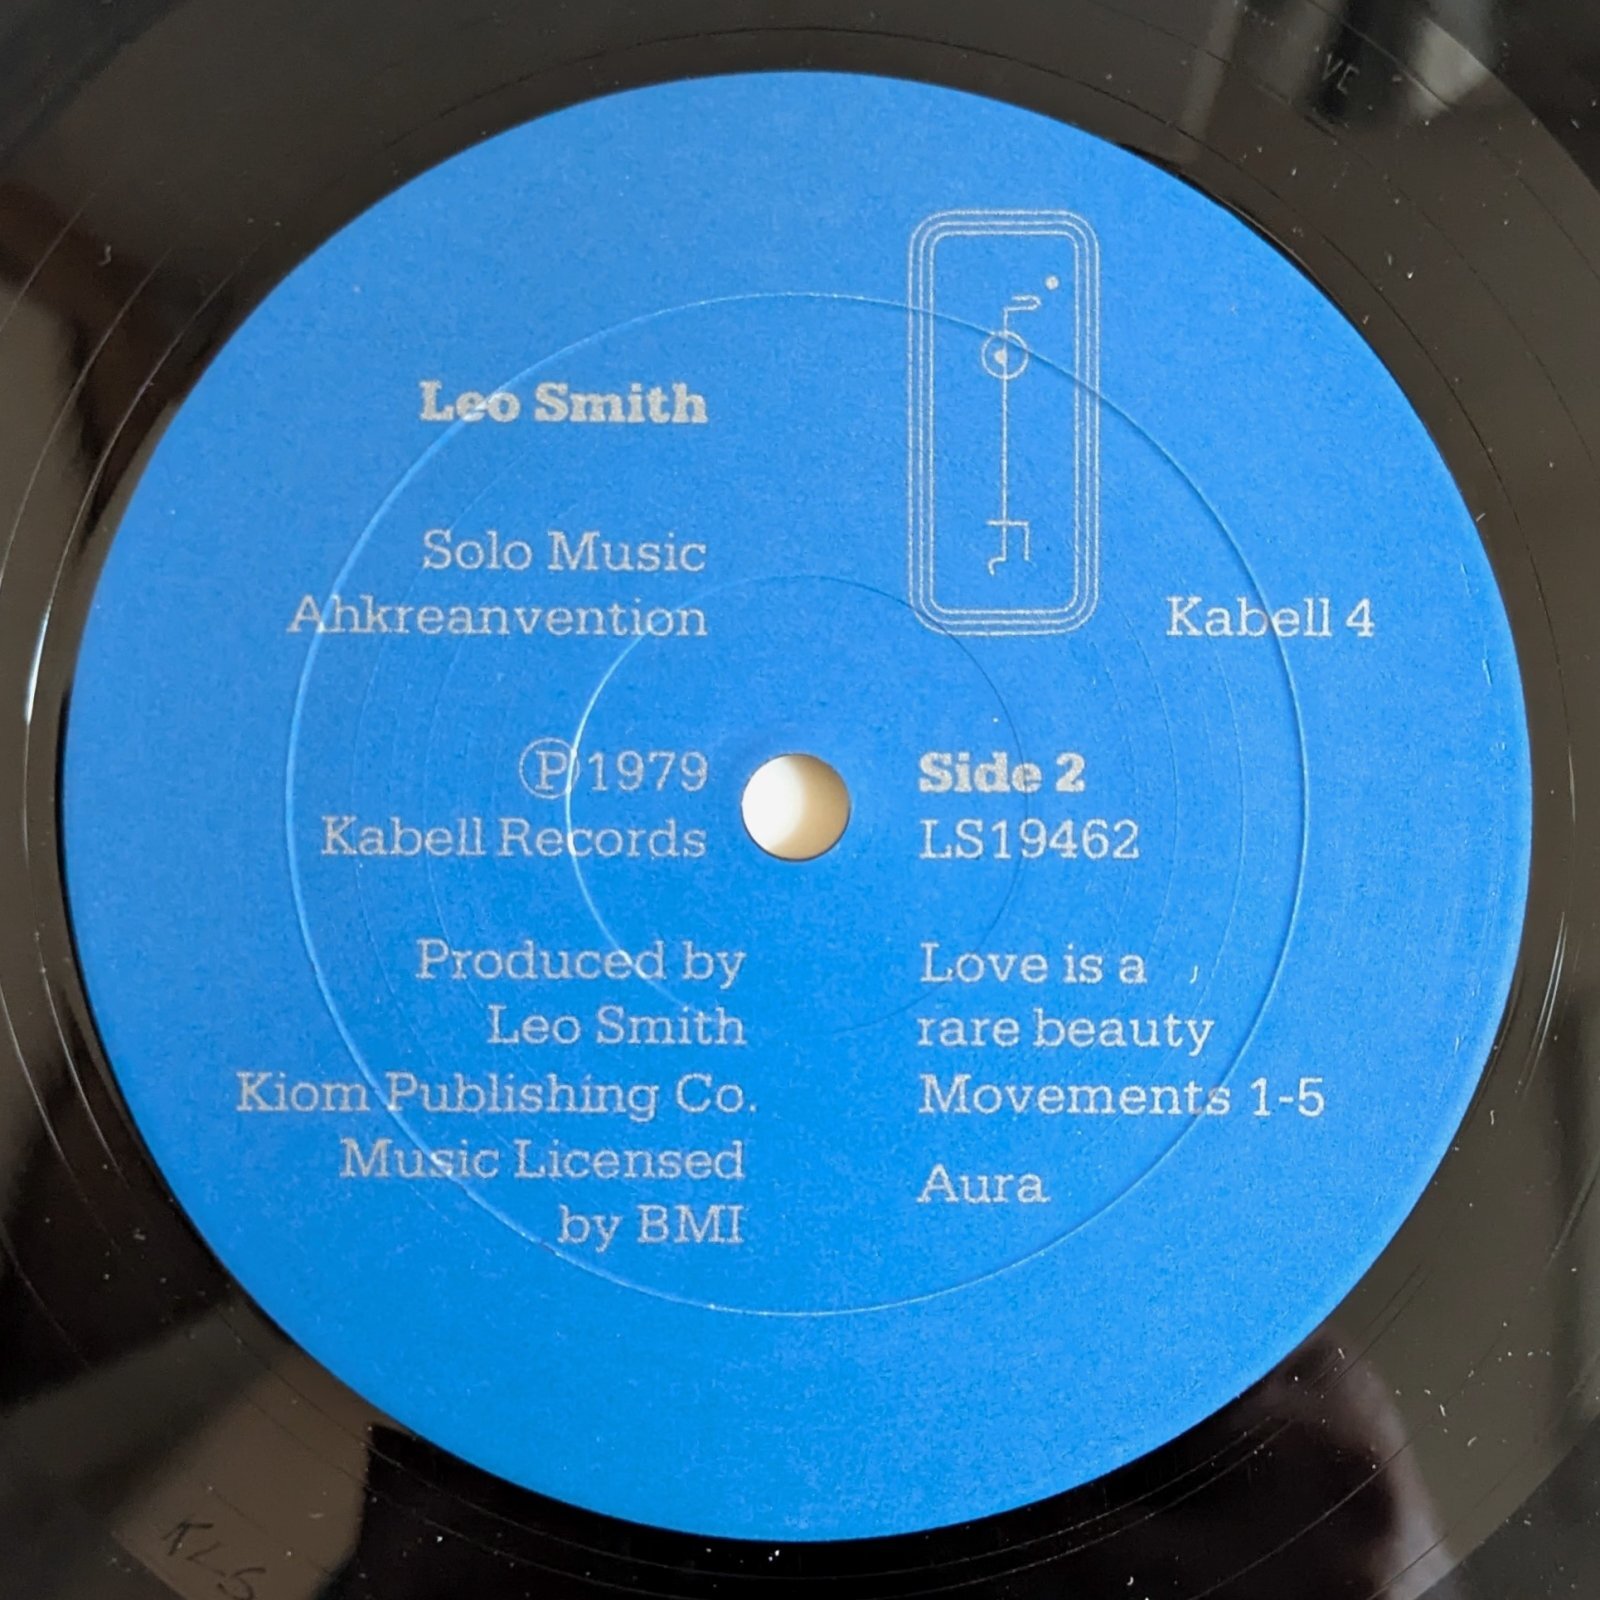 Leo Smith
Solo Music
Ahkreanvention
Kabell 4
Ⓟ1979
Kabell Records
Side 2
LS19462
Produced by
Leo Smith
Kiom Publishing Co.
Music Licensed
by BMI
Love is a
rare beauty
Movements 1-5
Aura